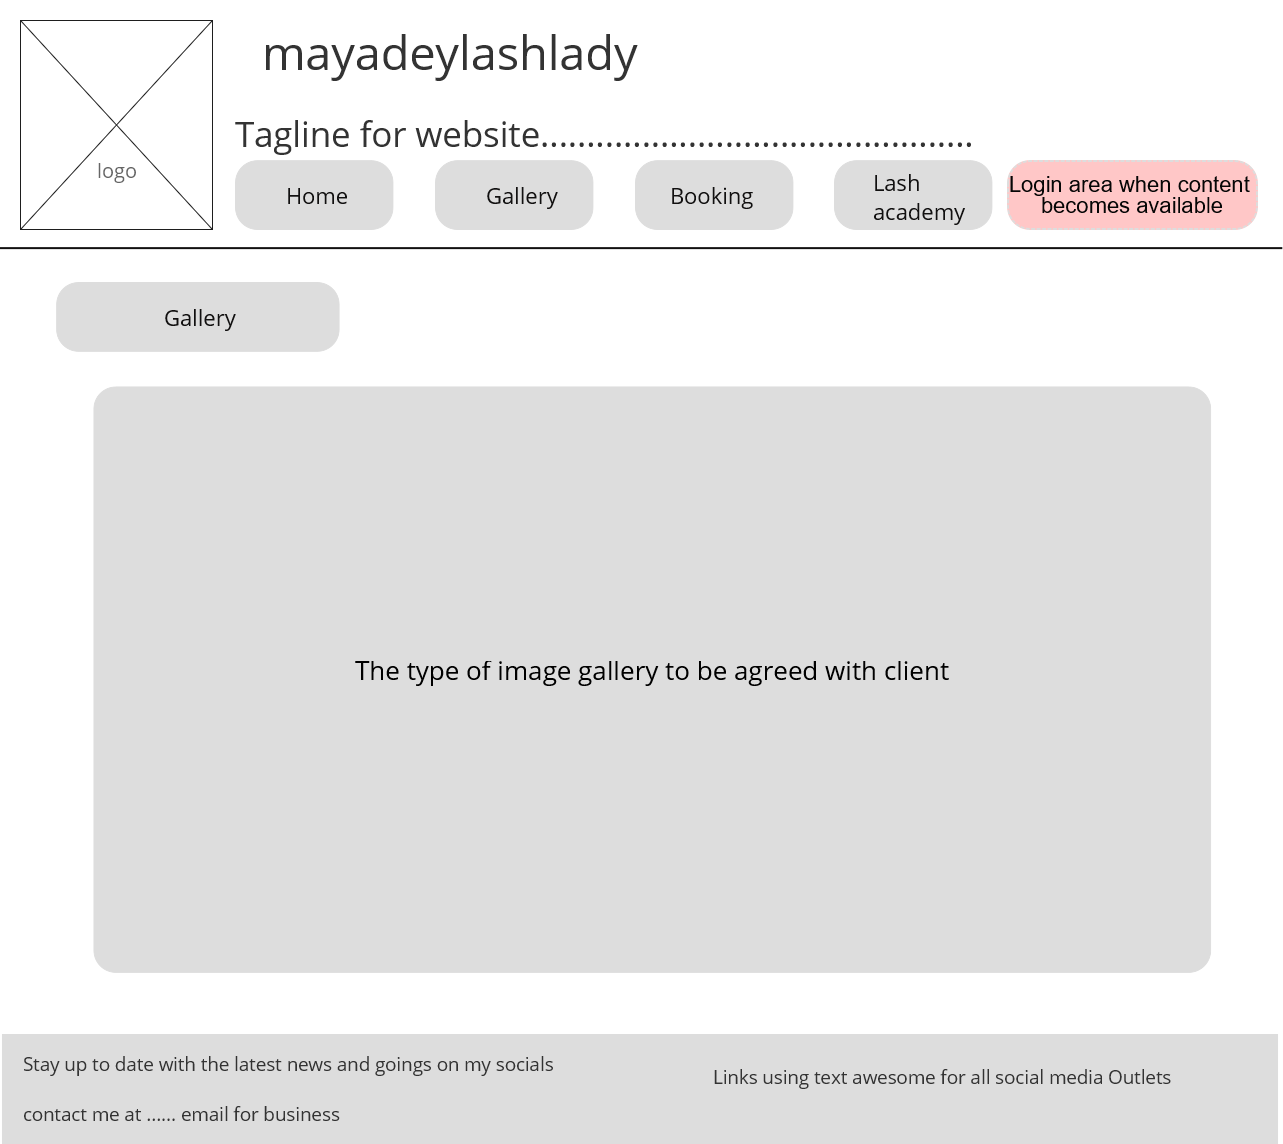 mayadeylashlady
Tagline for website...............................................
logo
Home
Gallery
Booking
Lash
academy
Login area when content
becomes available
Gallery
The type of image gallery to be agreed with client
Stay up to date with the latest news and goings on my socials
Links using text awesome for all social media Outlets
contact me at ...... email for business